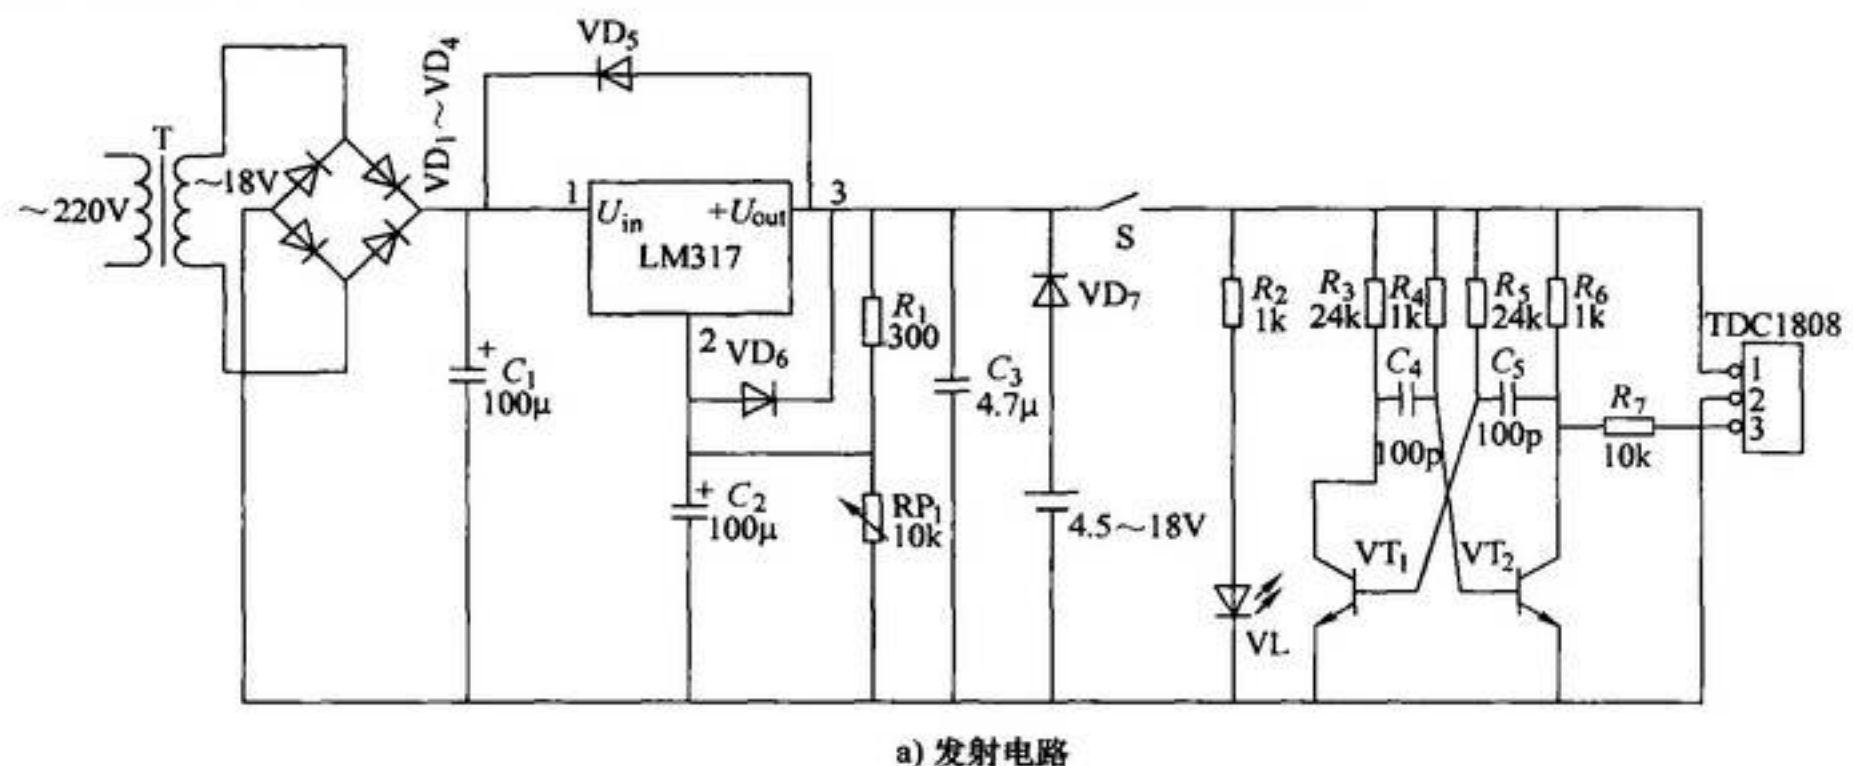 VD5
VD1～VD4
T
～220V
～18V
1
Uin
+Uout
3
LM317
2
VD6
R1
300
C1
100μ
+
C2
100μ
+
RP1
10k
C3
4.7μ
VD7
4.5～18V
S
R2
1k
VL
R3
24k
R4
1k
R5
24k
R6
1k
C4
100p
C5
100p
R7
10k
VT1
VT2
TDC1808
1
2
3
a) 发射电路